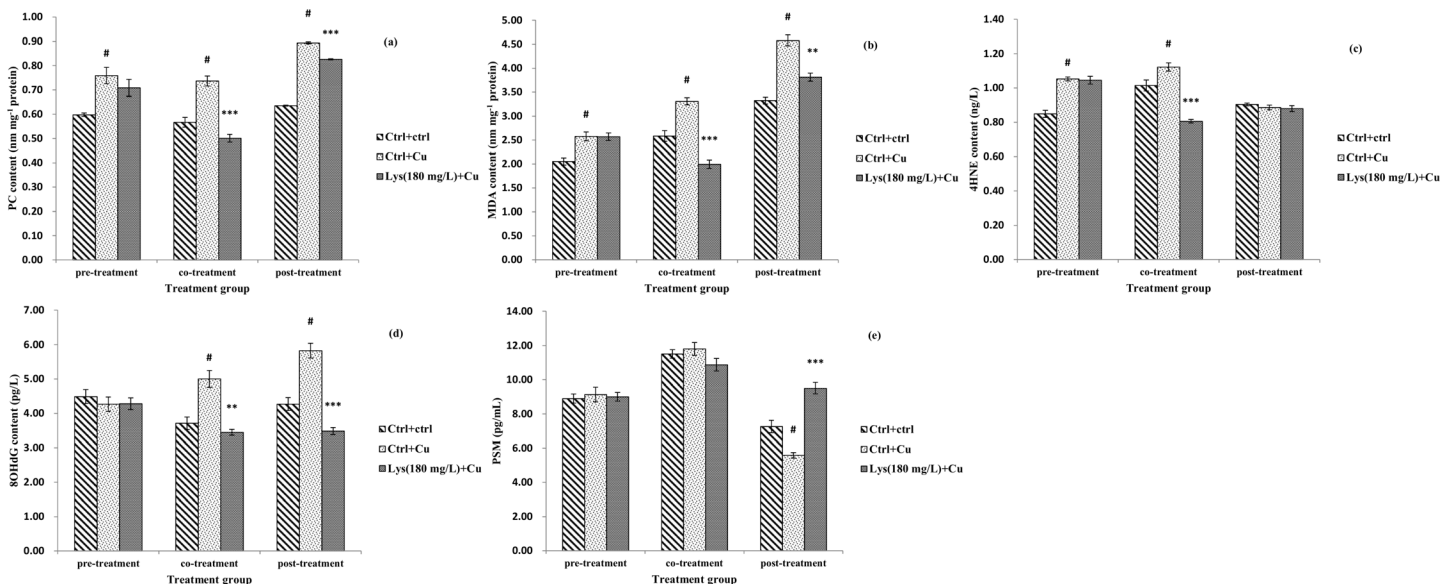 1.00
0.90
0.80
0.70
0.60
0.50
0.40
0.30
0.20
0.10
0.00
PC content (nm mg⁻¹ protein)
#
#
#
***
***
(a)
Ctrl+ctrl
Ctrl+Cu
Lys(180 mg/L)+Cu
pre-treatment
co-treatment
post-treatment
Treatment group
5.00
4.50
4.00
3.50
3.00
2.50
2.00
1.50
1.00
0.50
0.00
MDA content (nm mg⁻¹ protein)
#
#
#
***
**
(b)
Ctrl+ctrl
Ctrl+Cu
Lys(180 mg/L)+Cu
pre-treatment
co-treatment
post-treatment
Treatment group
1.40
1.20
1.00
0.80
0.60
0.40
0.20
0.00
4HNE content (ng/L)
#
#
***
(c)
Ctrl+ctrl
Ctrl+Cu
Lys(180 mg/L)+Cu
pre-treatment
co-treatment
post-treatment
Treatment group
7.00
6.00
5.00
4.00
3.00
2.00
1.00
0.00
8OHdG content (pg/L)
#
#
**
***
(d)
Ctrl+ctrl
Ctrl+Cu
Lys(180 mg/L)+Cu
pre-treatment
co-treatment
post-treatment
Treatment group
14.00
12.00
10.00
8.00
6.00
4.00
2.00
0.00
PSM (pg/mL)
#
***
(e)
Ctrl+ctrl
Ctrl+Cu
Lys(180 mg/L)+Cu
pre-treatment
co-treatment
post-treatment
Treatment group